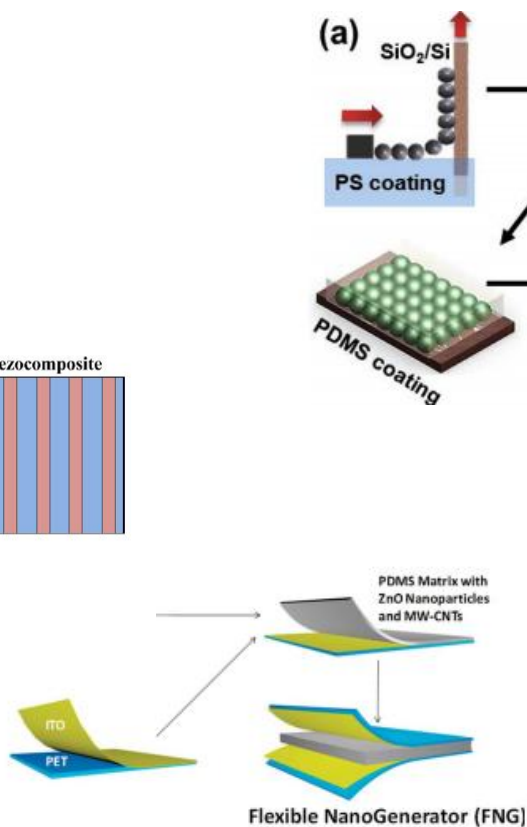 (a)
SiO₂/Si
PS coating
PDMS coating
ezocomposite
PDMS Matrix with
ZnO Nanoparticles
and MW-CNTs
ITO
PET
Flexible NanoGenerator (FNG)